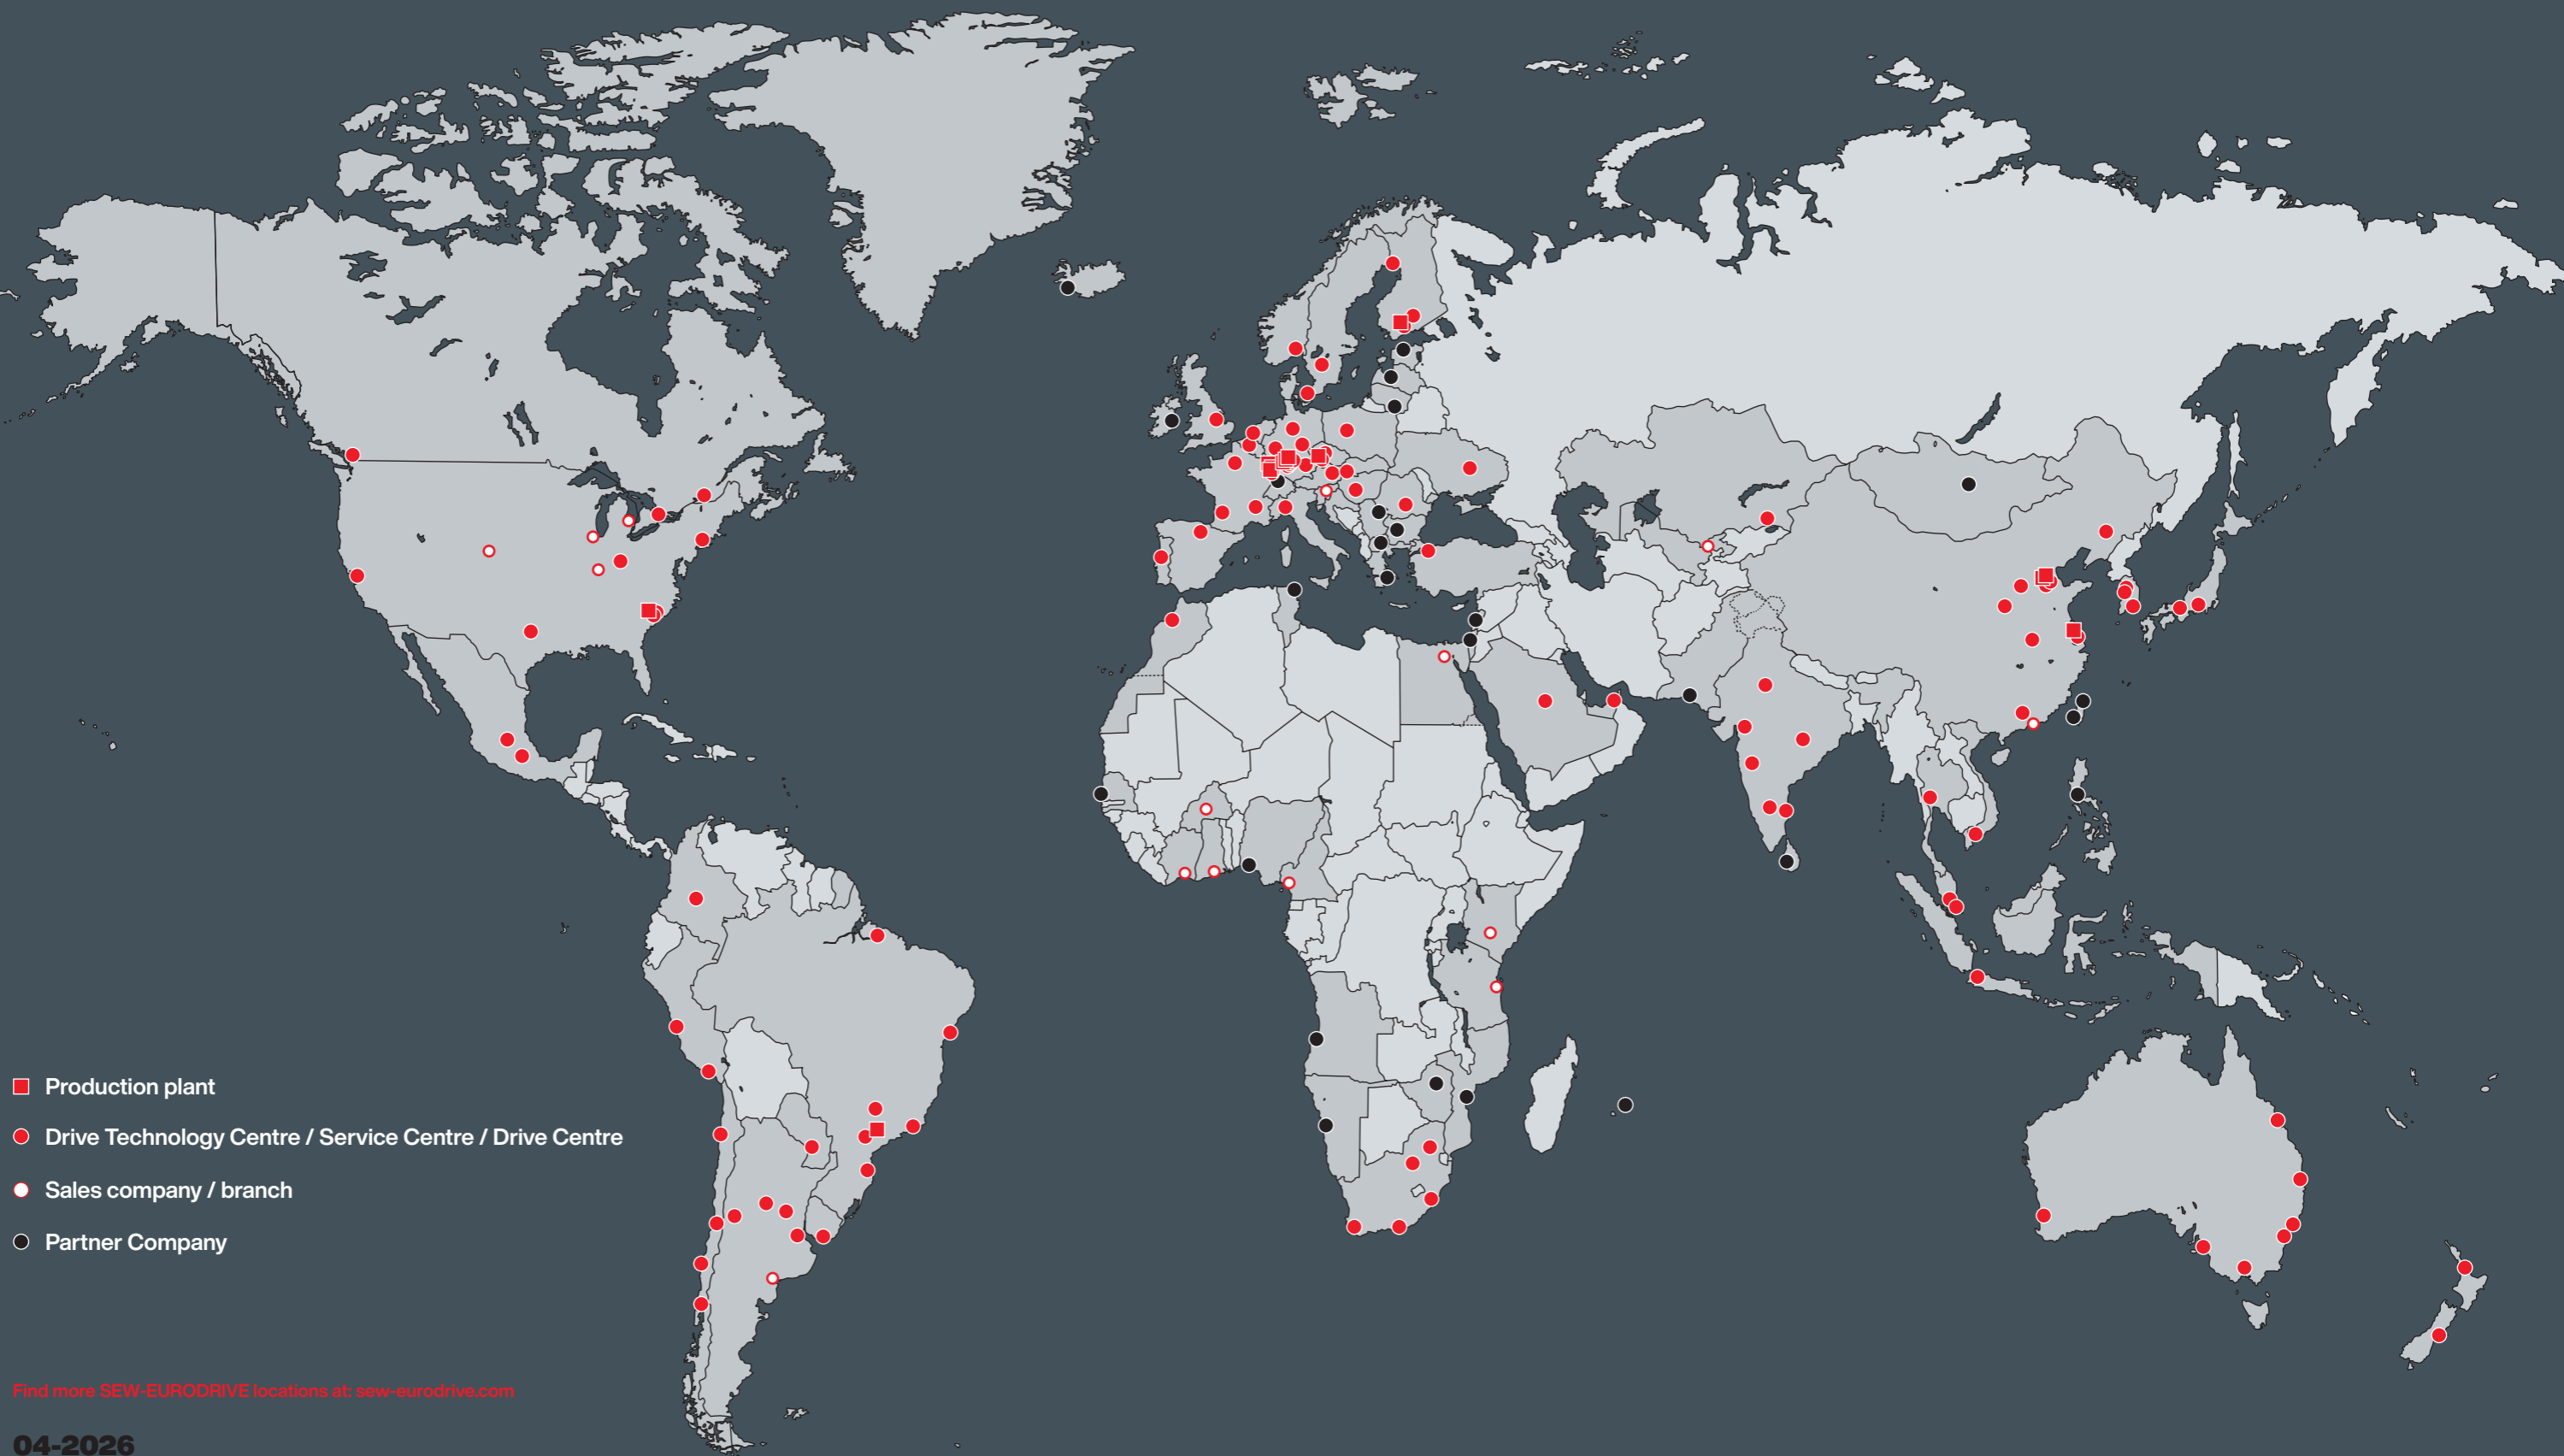 Production plant
Drive Technology Centre / Service Centre / Drive Centre
Sales company / branch
Partner Company
Find more SEW-EURODRIVE locations at: sew-eurodrive.com
04-2026